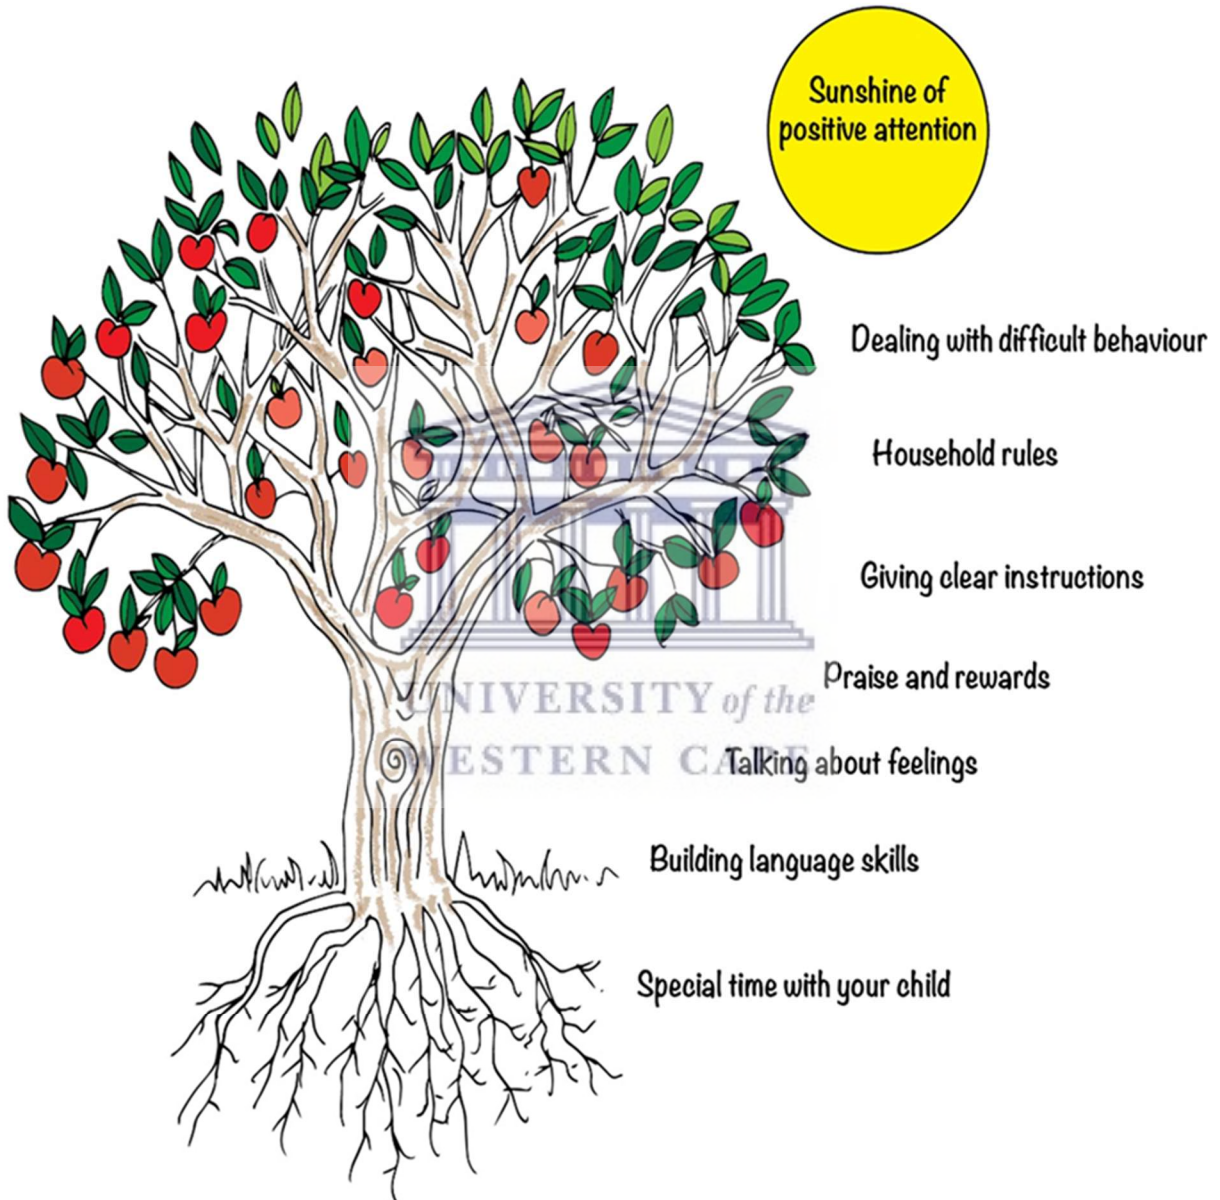 Sunshine of
positive attention
Dealing with difficult behaviour
Household rules
Giving clear instructions
Praise and rewards
UNIVERSITY of the
WESTERN CAPE
Talking about feelings
Building language skills
Special time with your child